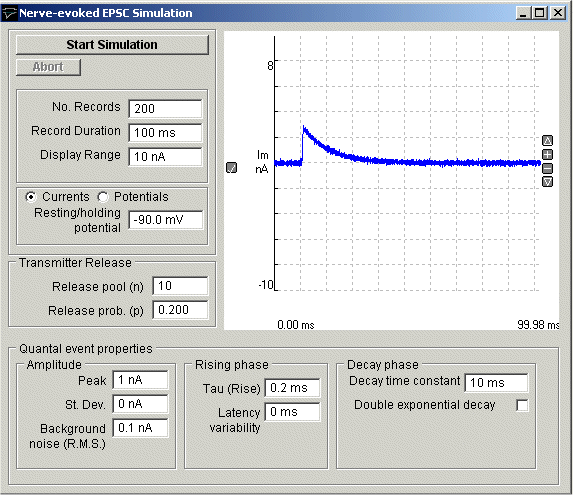 Nerve-evoked EPSC Simulation
Start Simulation
Abort
No. Records 200
Record Duration 100 ms
Display Range 10 nA
Currents Potentials
Resting/holding
potential -90.0 mV
Transmitter Release
Release pool (n) 10
Release prob. (p) 0.200
8
Im
nA
-10
0.00 ms 99.98 ms
Quantal event properties
Amplitude
Peak 1 nA
St. Dev. 0 nA
Background
noise (R.M.S.) 0.1 nA
Rising phase
Tau (Rise) 0.2 ms
Latency
variability 0 ms
Decay phase
Decay time constant 10 ms
Double exponential decay